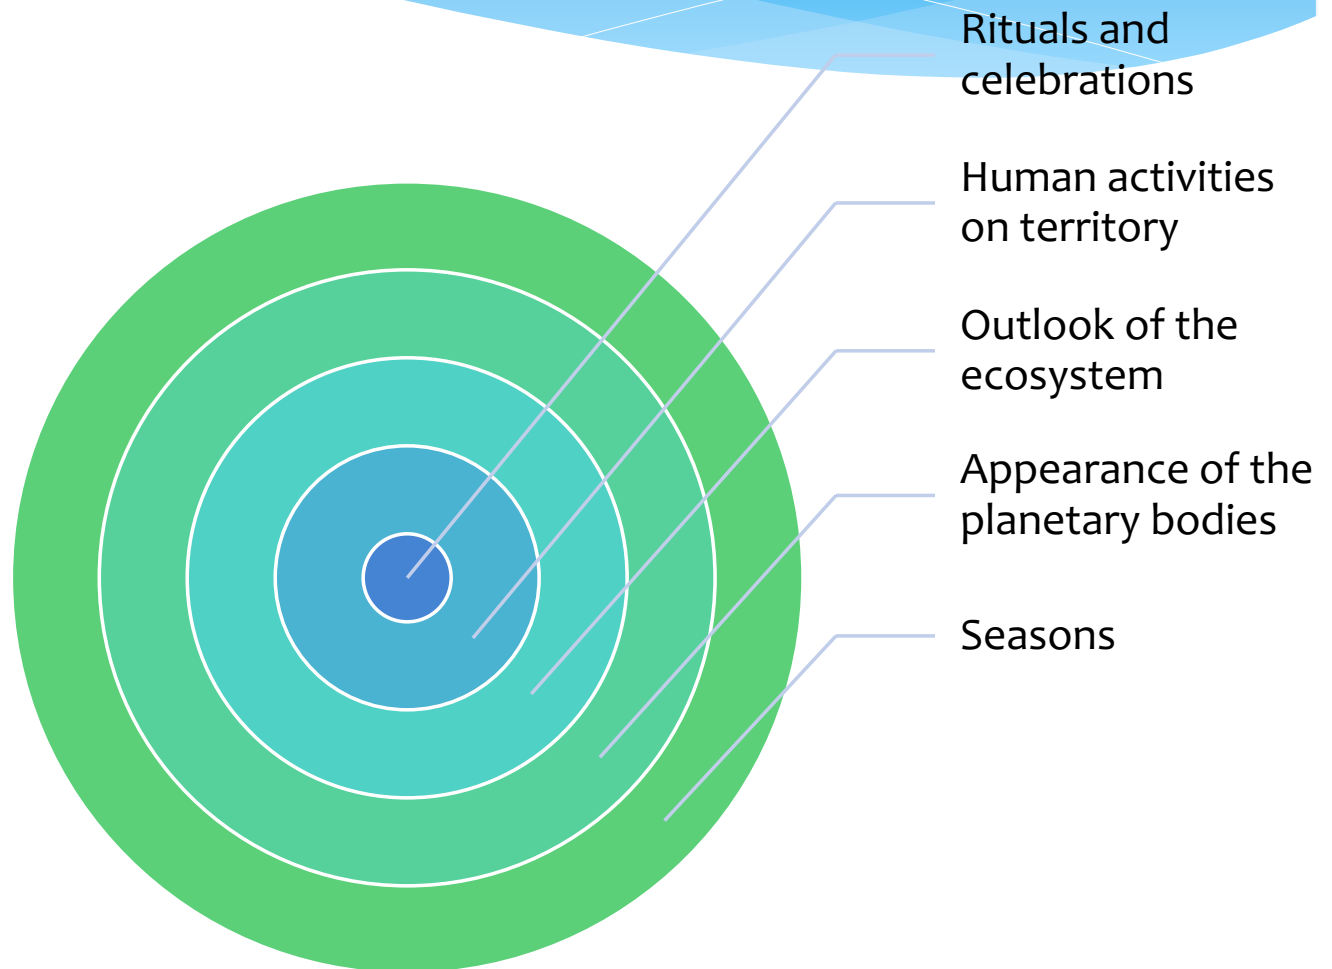 Rituals and
celebrations
Human activities
on territory
Outlook of the
ecosystem
Appearance of the
planetary bodies
Seasons